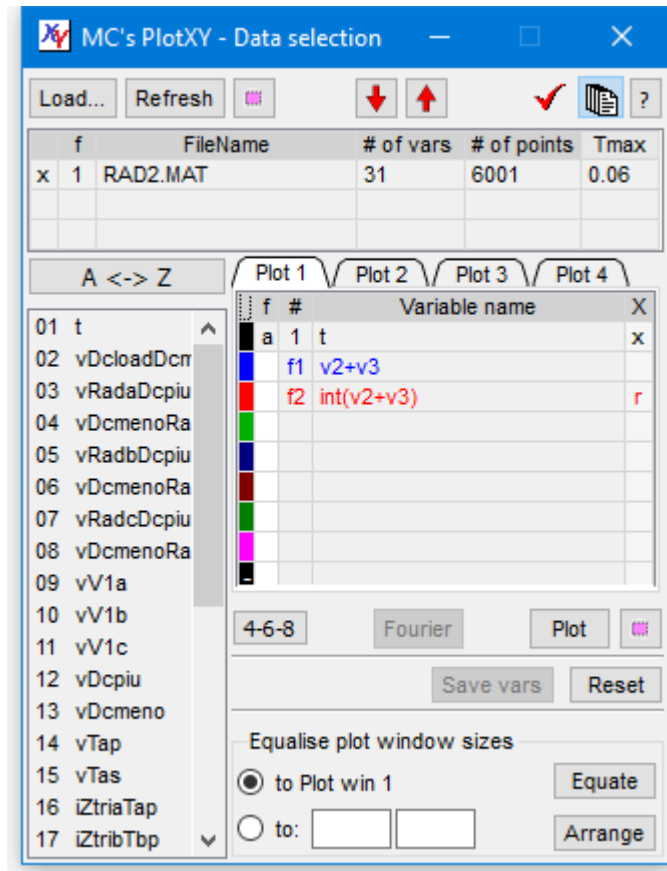 MC's PlotXY - Data selection
Load... Refresh ?
f FileName # of vars # of points Tmax
x 1 RAD2.MAT 31 6001 0.06
A <-> Z
Plot 1 Plot 2 Plot 3 Plot 4
f # Variable name X
a 1 t x
f1 v2+v3
f2 int(v2+v3) r
01 t
02 vDcloadDcm
03 vRadaDcpiu
04 vDcmenoRa
05 vRadbDcpiu
06 vDcmenoRa
07 vRadcDcpiu
08 vDcmenoRa
09 vV1a
10 vV1b
11 vV1c
12 vDcpiu
13 vDcmeno
14 vTap
15 vTas
16 iZtriaTap
17 iZtribTbp
4-6-8 Fourier Plot
Save vars Reset
Equalise plot window sizes
to Plot win 1 Equate
to: Arrange